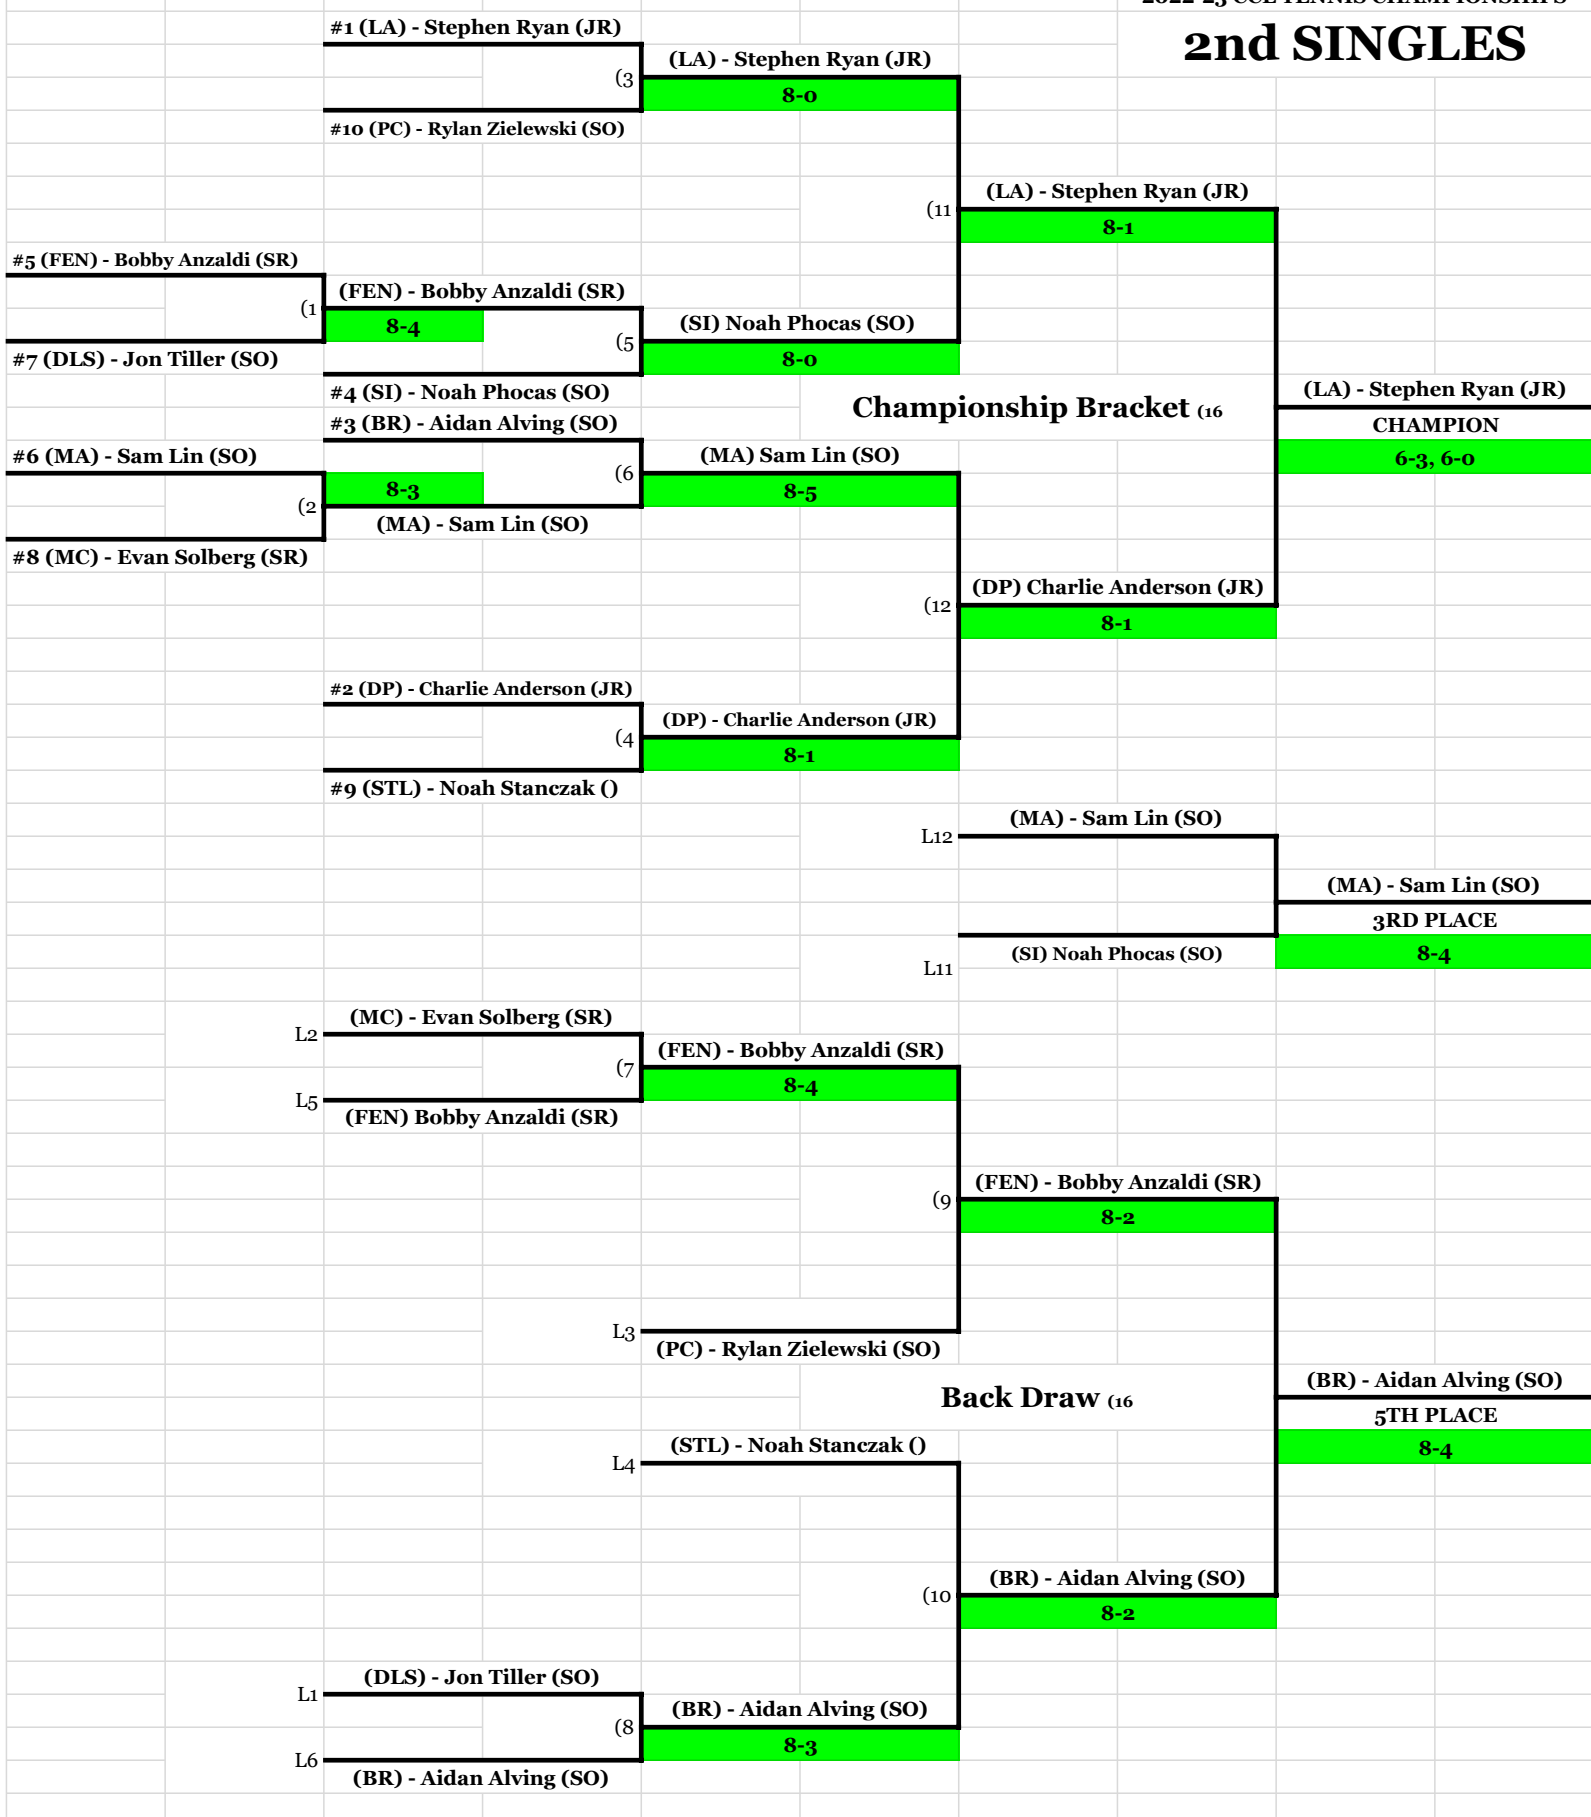 2022-23 CCL TENNIS CHAMPIONSHIPS
2nd SINGLES
#1 (LA) - Stephen Ryan (JR)
(3
(LA) - Stephen Ryan (JR)
8-0
#10 (PC) - Rylan Zielewski (SO)
(11
(LA) - Stephen Ryan (JR)
8-1
#5 (FEN) - Bobby Anzaldi (SR)
(1
(FEN) - Bobby Anzaldi (SR)
8-4
#7 (DLS) - Jon Tiller (SO)
(5
(SI) Noah Phocas (SO)
8-0
#4 (SI) - Noah Phocas (SO)
Championship Bracket (16
(LA) - Stephen Ryan (JR)
CHAMPION
6-3, 6-0
#3 (BR) - Aidan Alving (SO)
#6 (MA) - Sam Lin (SO)
(6
(MA) Sam Lin (SO)
8-5
8-3
(2
(MA) - Sam Lin (SO)
#8 (MC) - Evan Solberg (SR)
(12
(DP) Charlie Anderson (JR)
8-1
#2 (DP) - Charlie Anderson (JR)
(4
(DP) - Charlie Anderson (JR)
8-1
#9 (STL) - Noah Stanczak ()
L12
(MA) - Sam Lin (SO)
(MA) - Sam Lin (SO)
3RD PLACE
8-4
(SI) Noah Phocas (SO)
L11
L2
(MC) - Evan Solberg (SR)
(7
(FEN) - Bobby Anzaldi (SR)
8-4
L5
(FEN) Bobby Anzaldi (SR)
(9
(FEN) - Bobby Anzaldi (SR)
8-2
L3
(PC) - Rylan Zielewski (SO)
Back Draw (16
(BR) - Aidan Alving (SO)
5TH PLACE
8-4
L4
(STL) - Noah Stanczak ()
(10
(BR) - Aidan Alving (SO)
8-2
L1
(DLS) - Jon Tiller (SO)
(8
(BR) - Aidan Alving (SO)
8-3
L6
(BR) - Aidan Alving (SO)